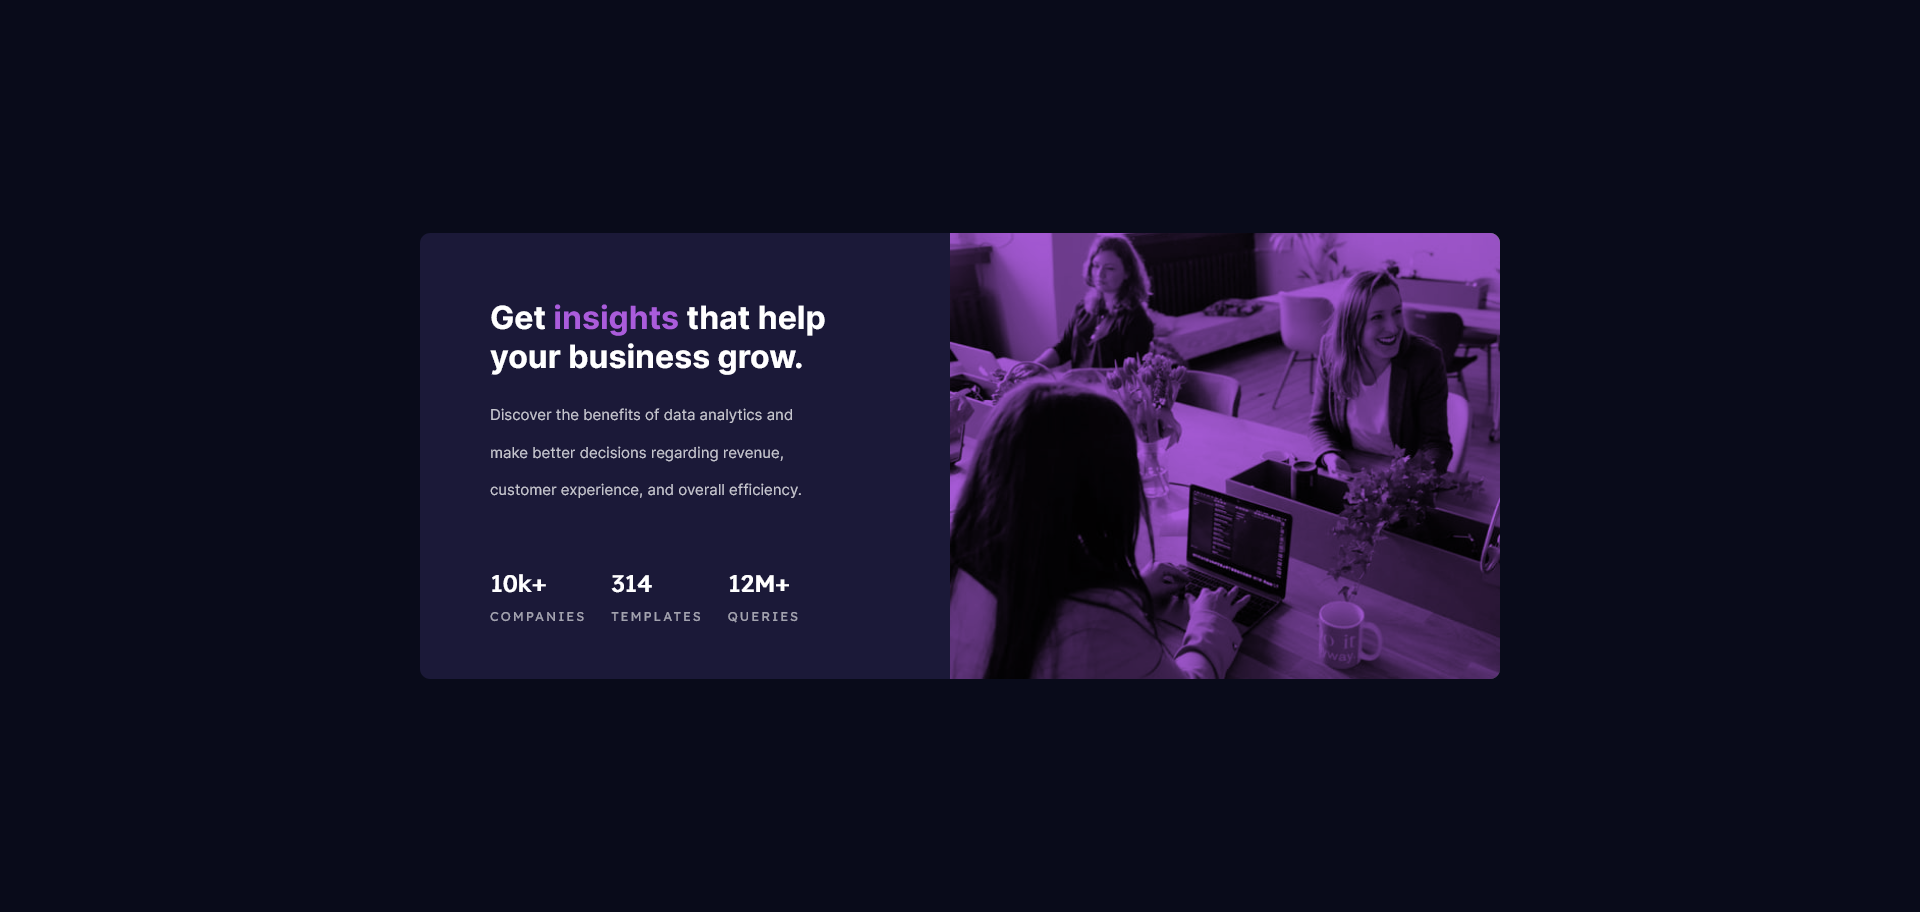 Get insights that help
your business grow.
Discover the benefits of data analytics and
make better decisions regarding revenue,
customer experience, and overall efficiency.
10k+ 314 12M+
COMPANIES TEMPLATES QUERIES